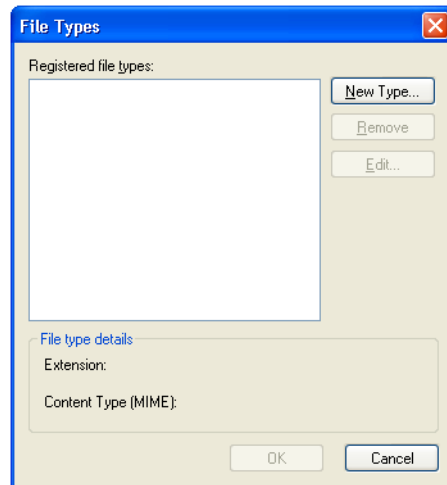 File Types
Registered file types:
New Type...
Remove
Edit...
File type details
Extension:
Content Type (MIME):
OK
Cancel